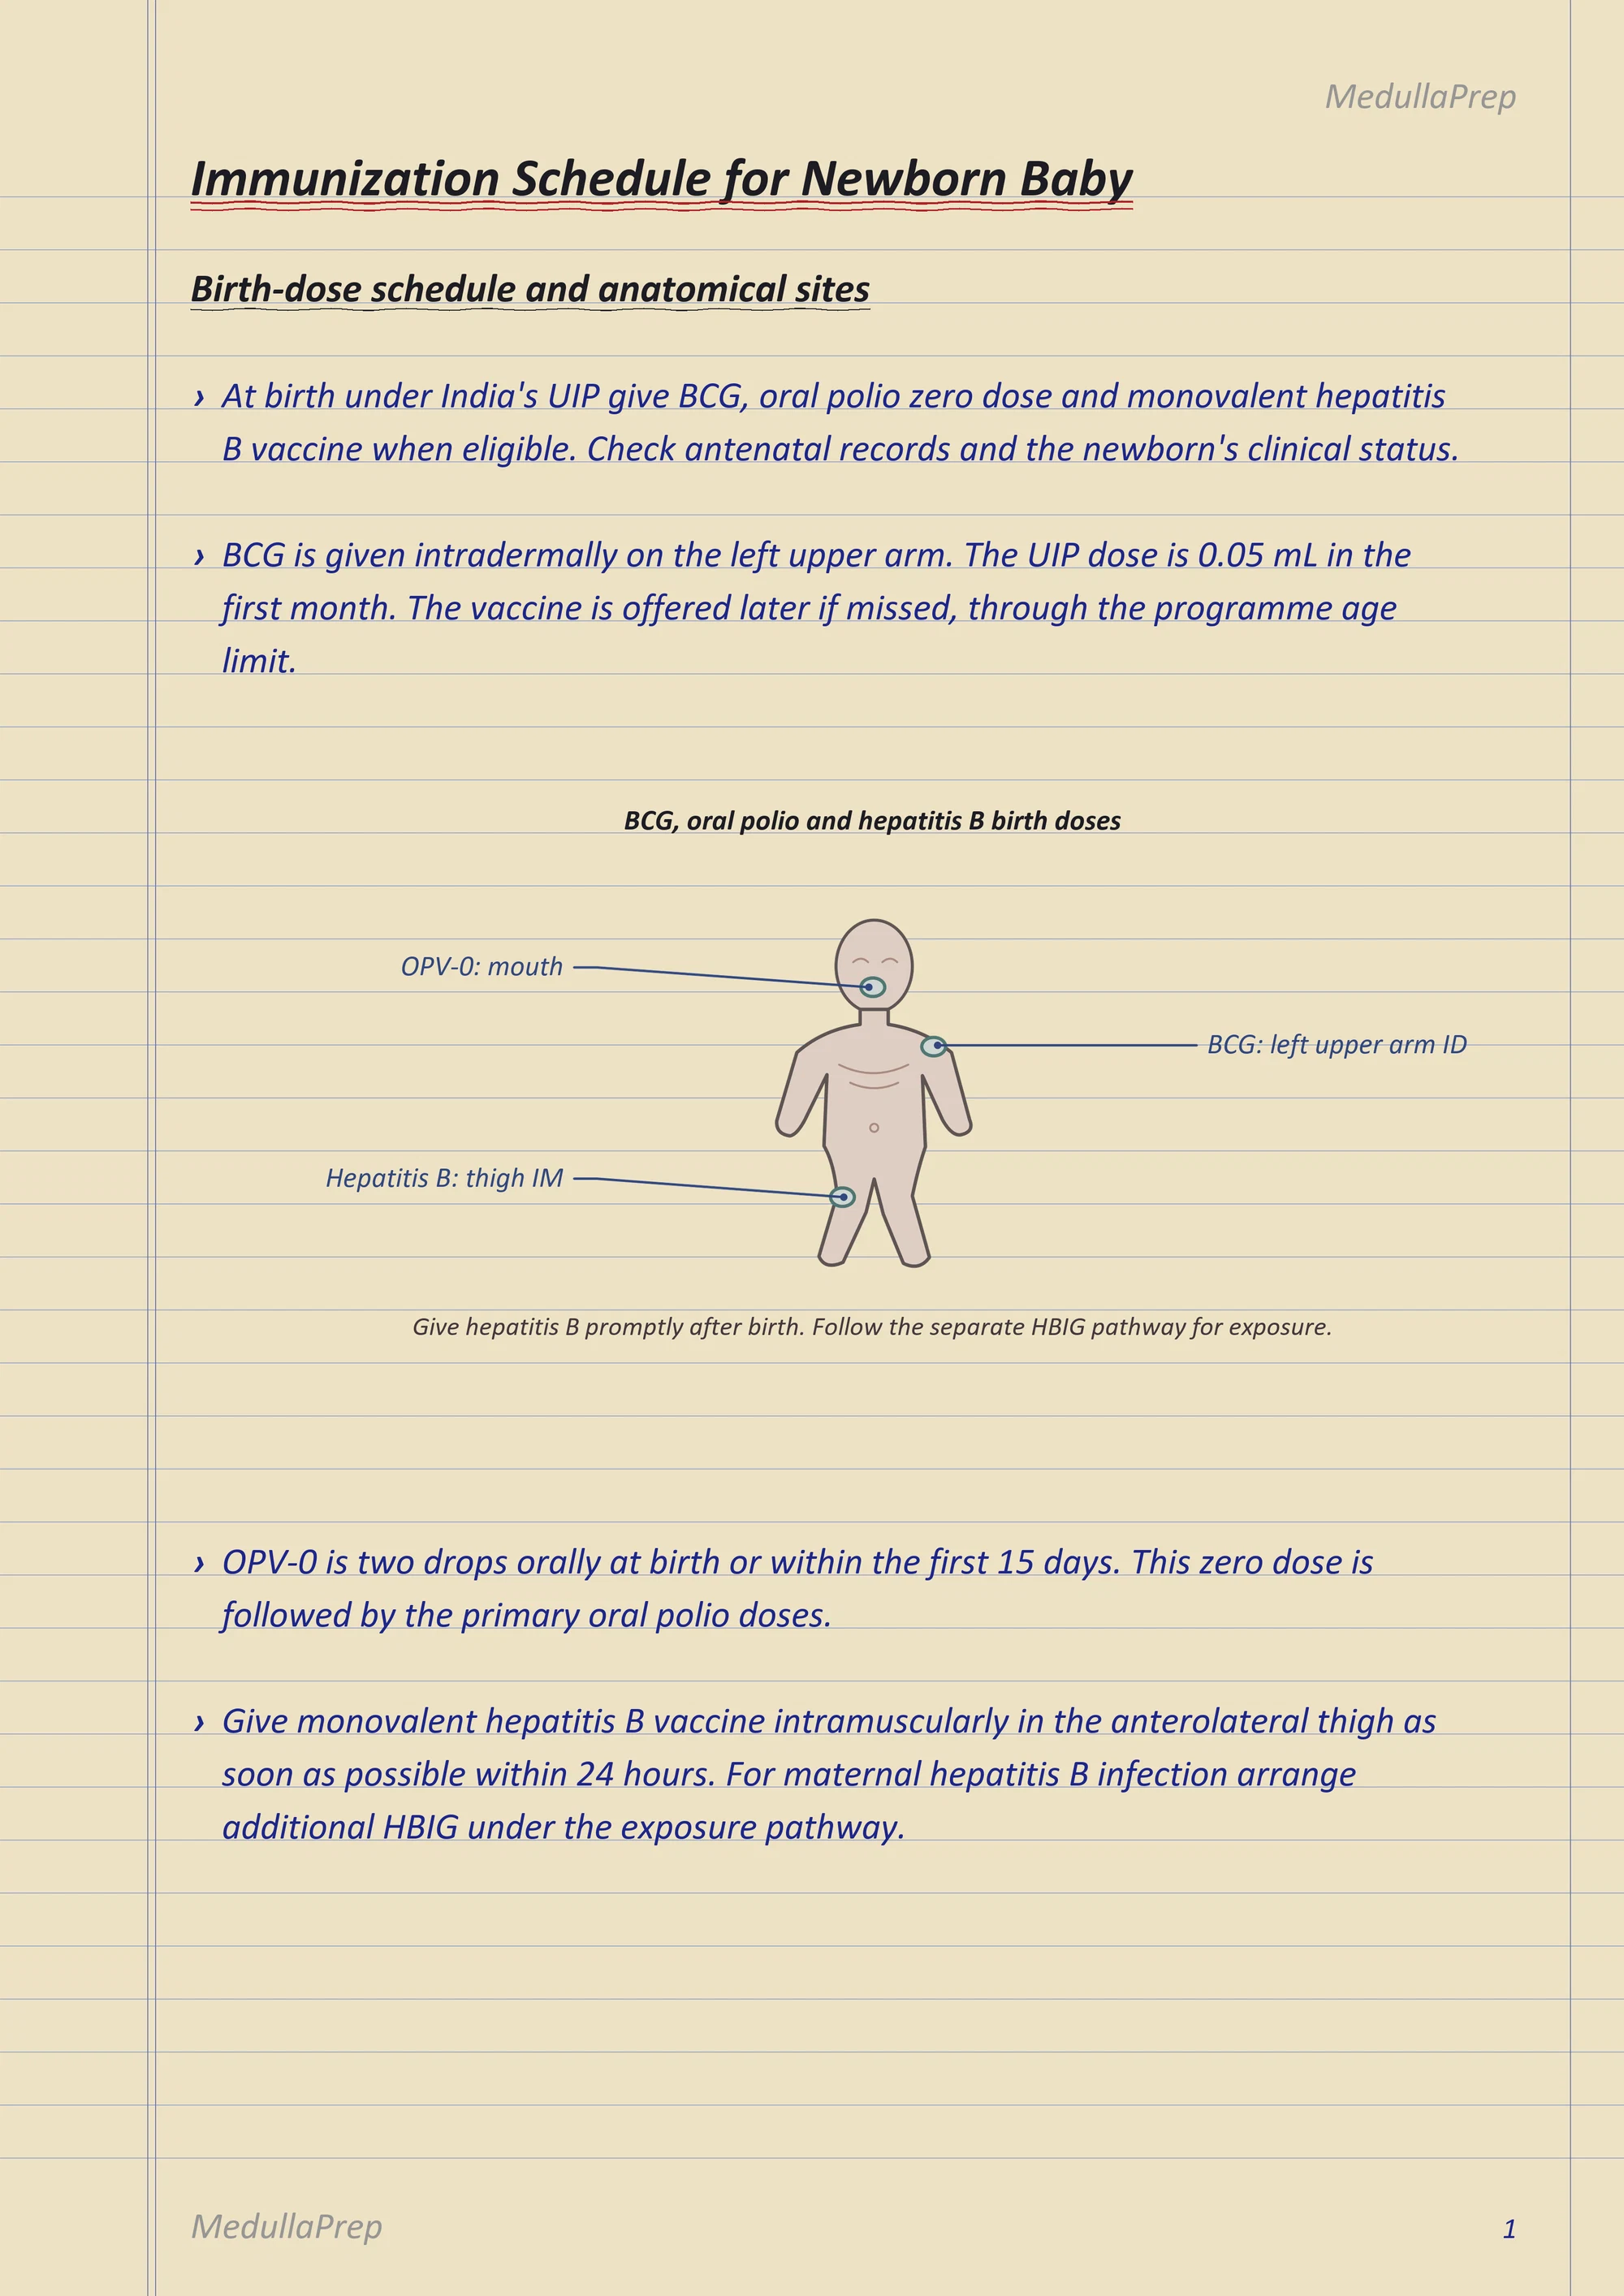 MedullaPrep
Immunization Schedule for Newborn Baby
Birth-dose schedule and anatomical sites
› At birth under India's UIP give BCG, oral polio zero dose and monovalent hepatitis
B vaccine when eligible. Check antenatal records and the newborn's clinical status.
› BCG is given intradermally on the left upper arm. The UIP dose is 0.05 mL in the
first month. The vaccine is offered later if missed, through the programme age
limit.
BCG, oral polio and hepatitis B birth doses
OPV-0: mouth
BCG: left upper arm ID
Hepatitis B: thigh IM
Give hepatitis B promptly after birth. Follow the separate HBIG pathway for exposure.
› OPV-0 is two drops orally at birth or within the first 15 days. This zero dose is
followed by the primary oral polio doses.
› Give monovalent hepatitis B vaccine intramuscularly in the anterolateral thigh as
soon as possible within 24 hours. For maternal hepatitis B infection arrange
additional HBIG under the exposure pathway.
MedullaPrep
1